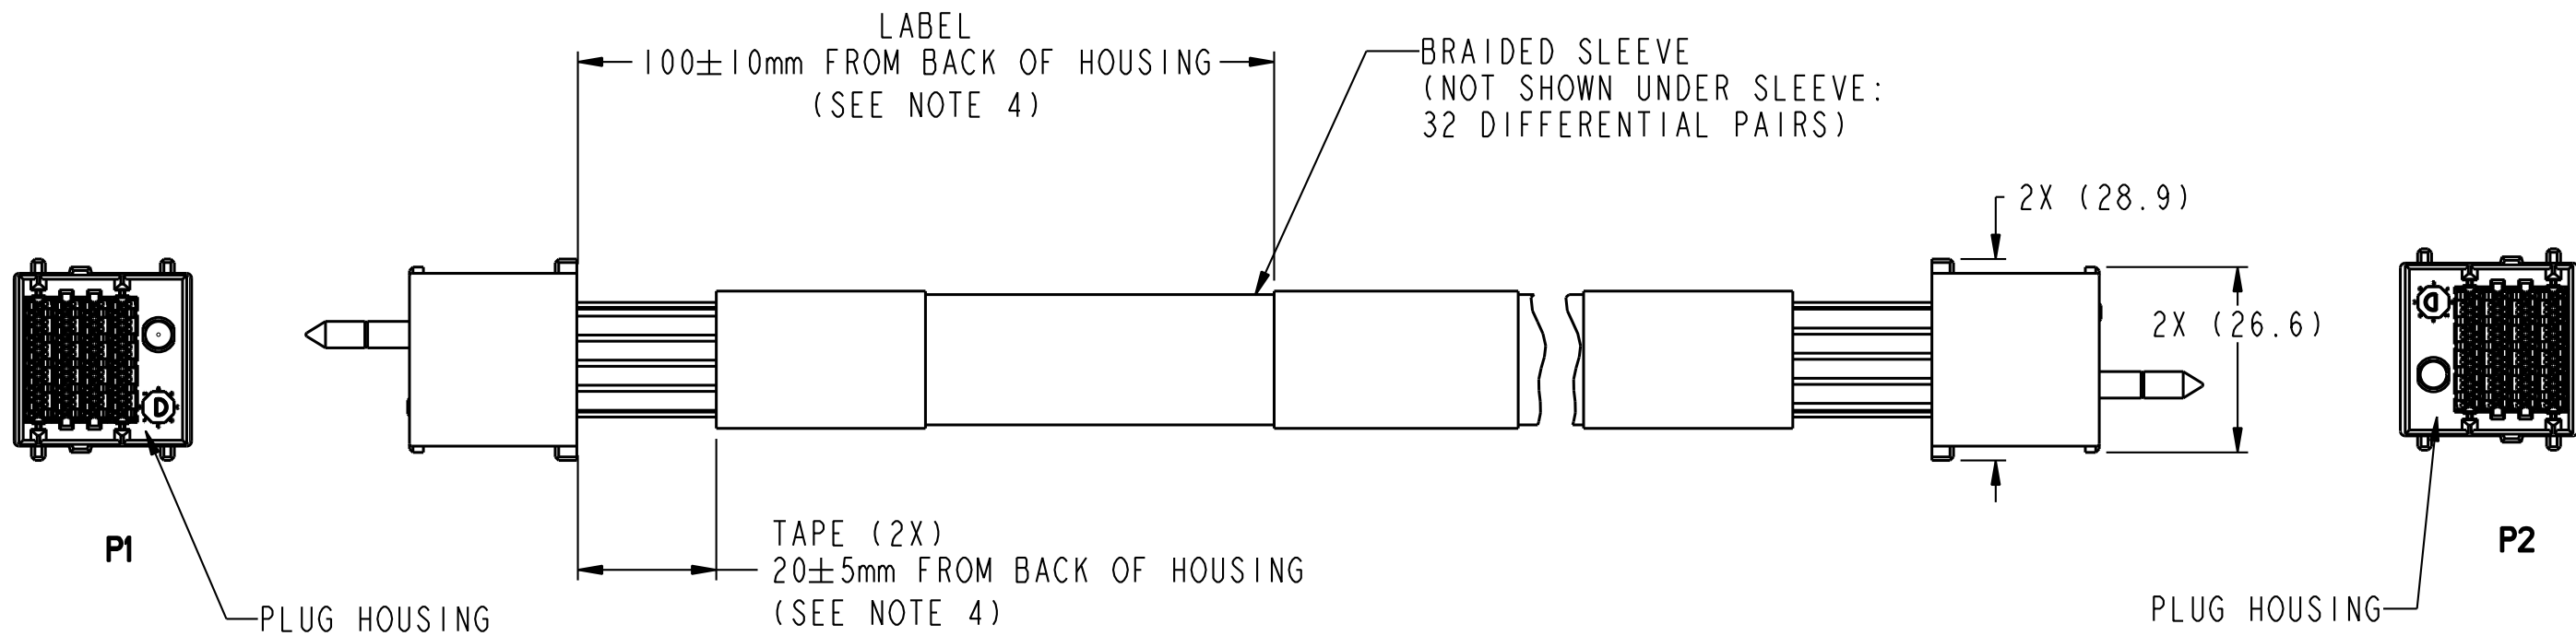 LABEL
100±10mm FROM BACK OF HOUSING
(SEE NOTE 4)
BRAIDED SLEEVE
(NOT SHOWN UNDER SLEEVE:
32 DIFFERENTIAL PAIRS)
2X (28.9)
2X (26.6)
D
D
P1
P2
TAPE (2X)
20±5mm FROM BACK OF HOUSING
(SEE NOTE 4)
PLUG HOUSING
PLUG HOUSING